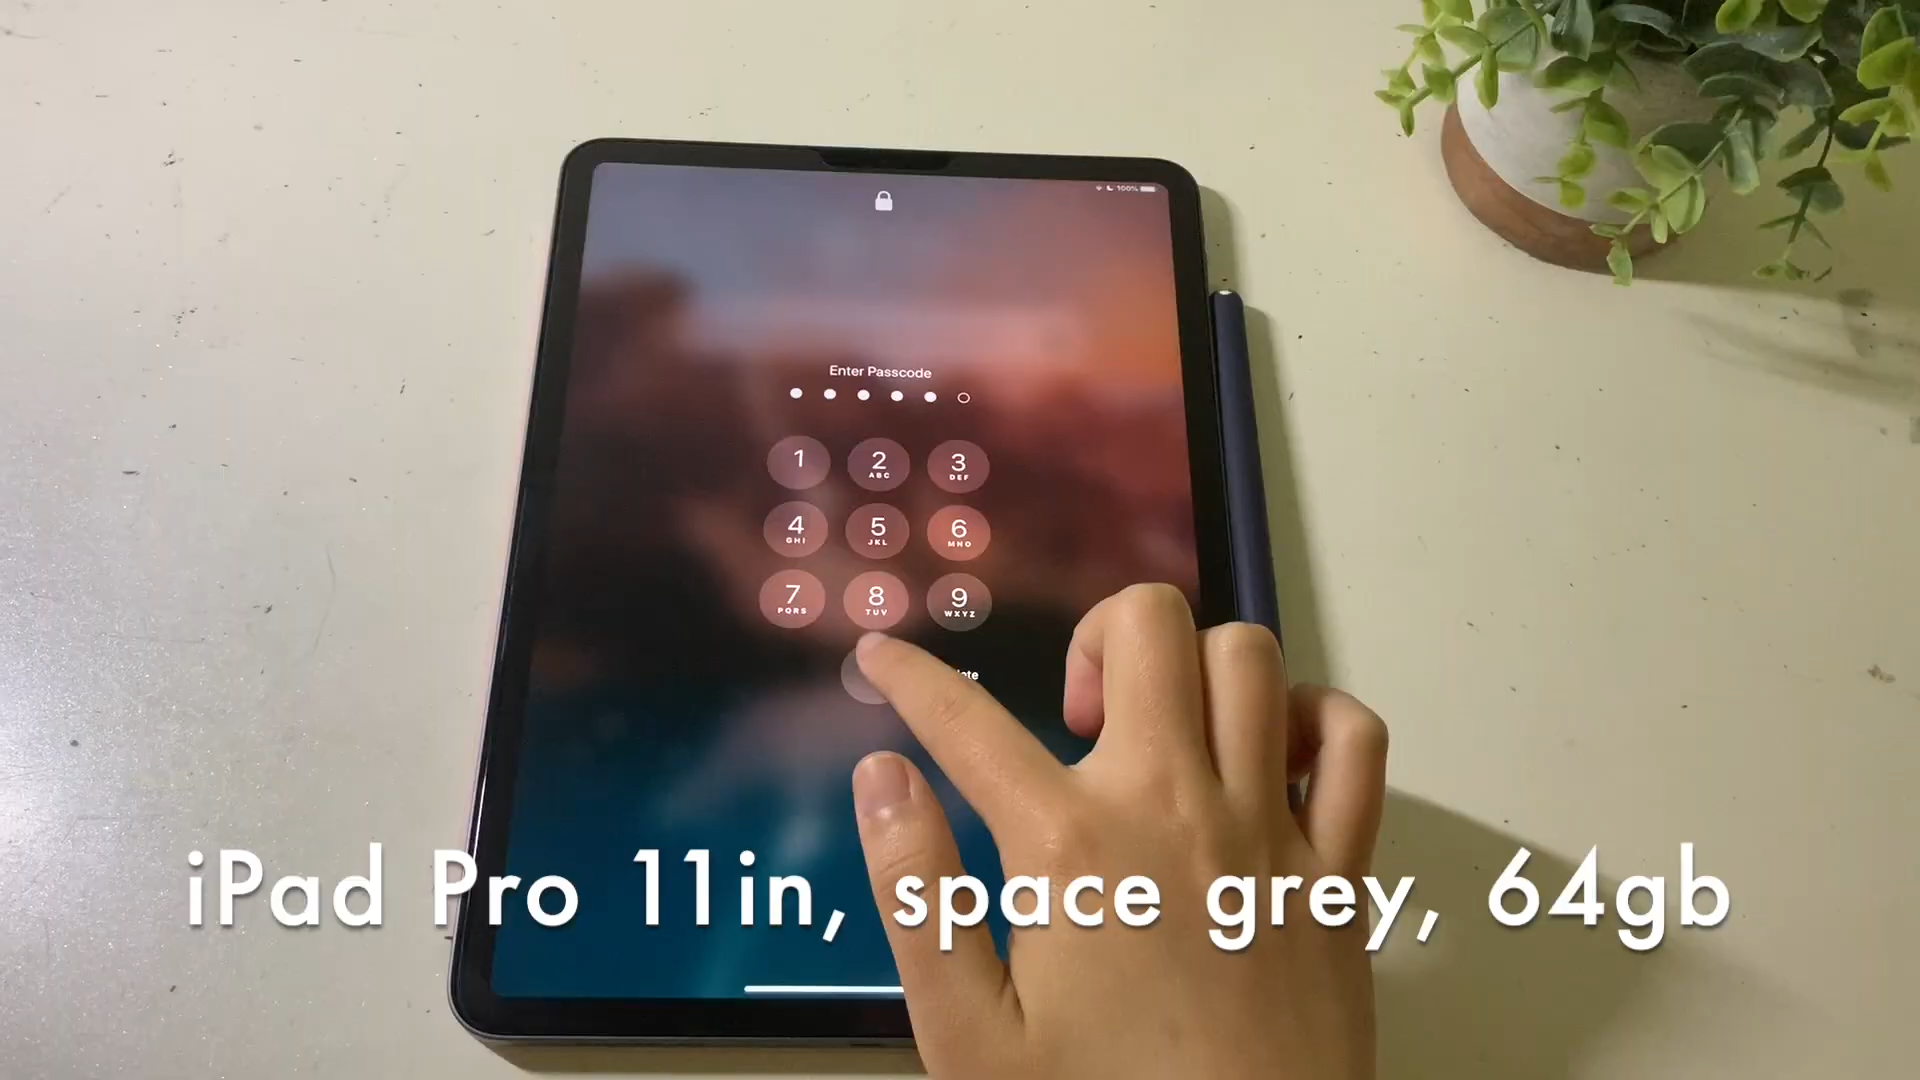 100%
Enter Passcode
1 2 3
ABC DEF
4 5 6
GHI JKL MNO
7 8 9
PQRS TUV WXYZ
iPad Pro 11in, space grey, 64gb